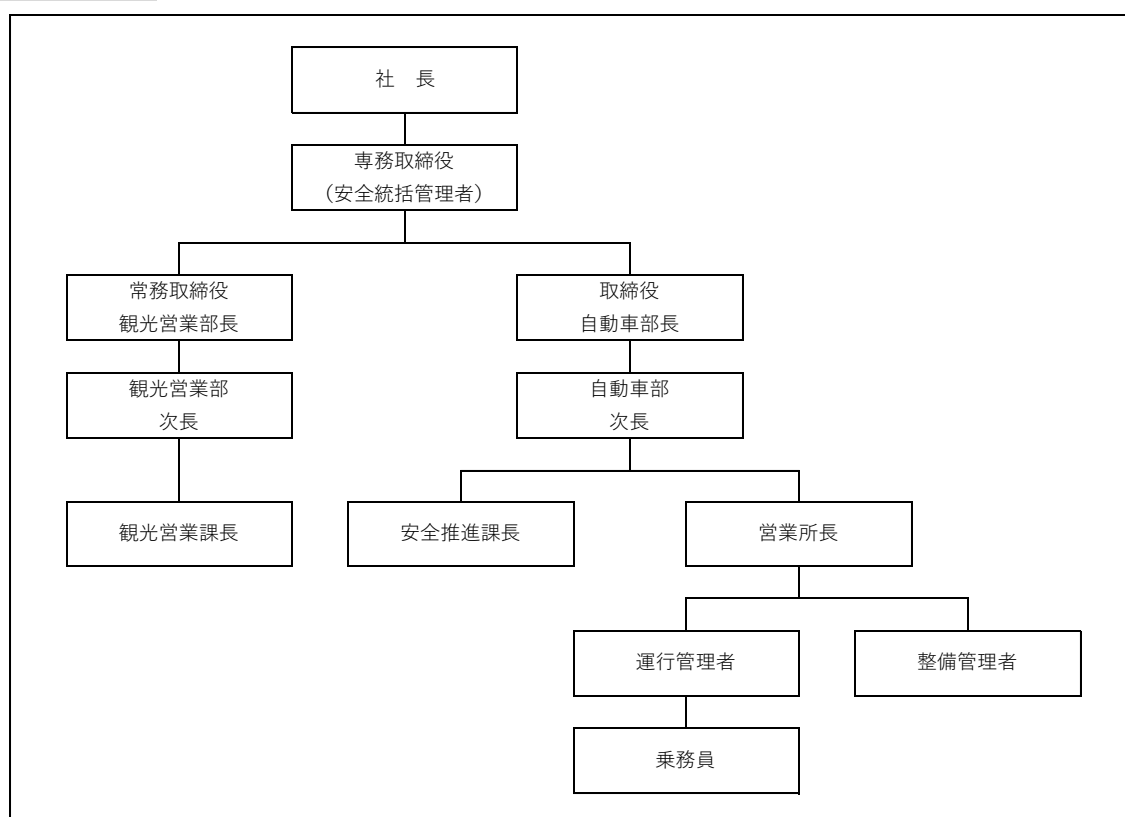 社　長
専務取締役
（安全統括管理者）
常務取締役
観光営業部長
取締役
自動車部長
観光営業部
次長
自動車部
次長
観光営業課長
安全推進課長
営業所長
運行管理者
整備管理者
乗務員